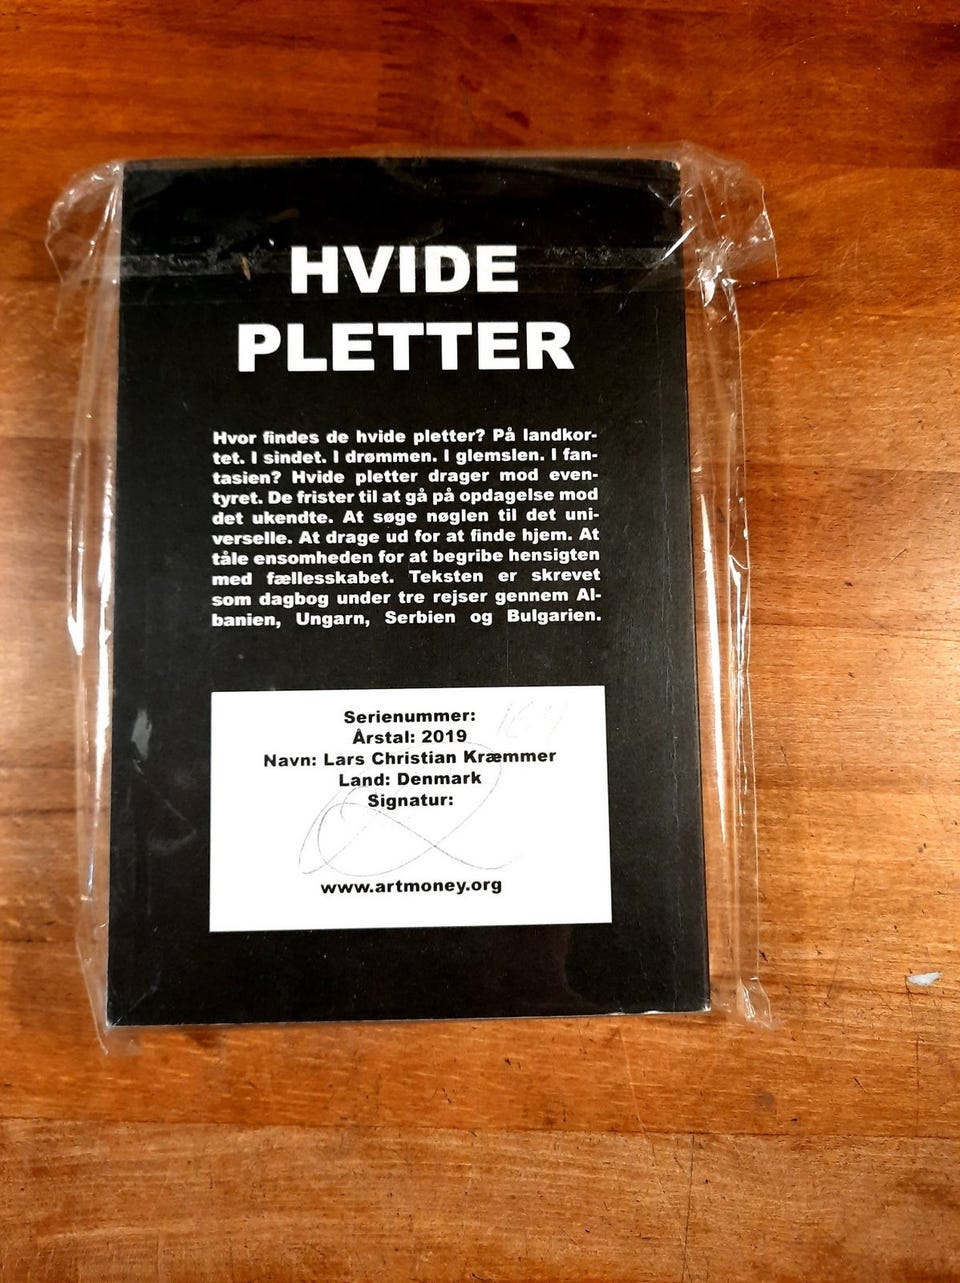 HVIDE
PLETTER
Hvor findes de hvide pletter? På landkor-
tet. I sindet. I drømmen. I glemslen. I fan-
tasien? Hvide pletter drager mod even-
tyret. De frister til at gå på opdagelse mod
det ukendte. At søge nøglen til det uni-
verselle. At drage ud for at finde hjem. At
tåle ensomheden for at begribe hensigten
med fællesskabet. Teksten er skrevet
som dagbog under tre rejser gennem Al-
banien, Ungarn, Serbien og Bulgarien.
Serienummer:
Årstal: 2019
Navn: Lars Christian Kræmmer
Land: Denmark
Signatur:
www.artmoney.org